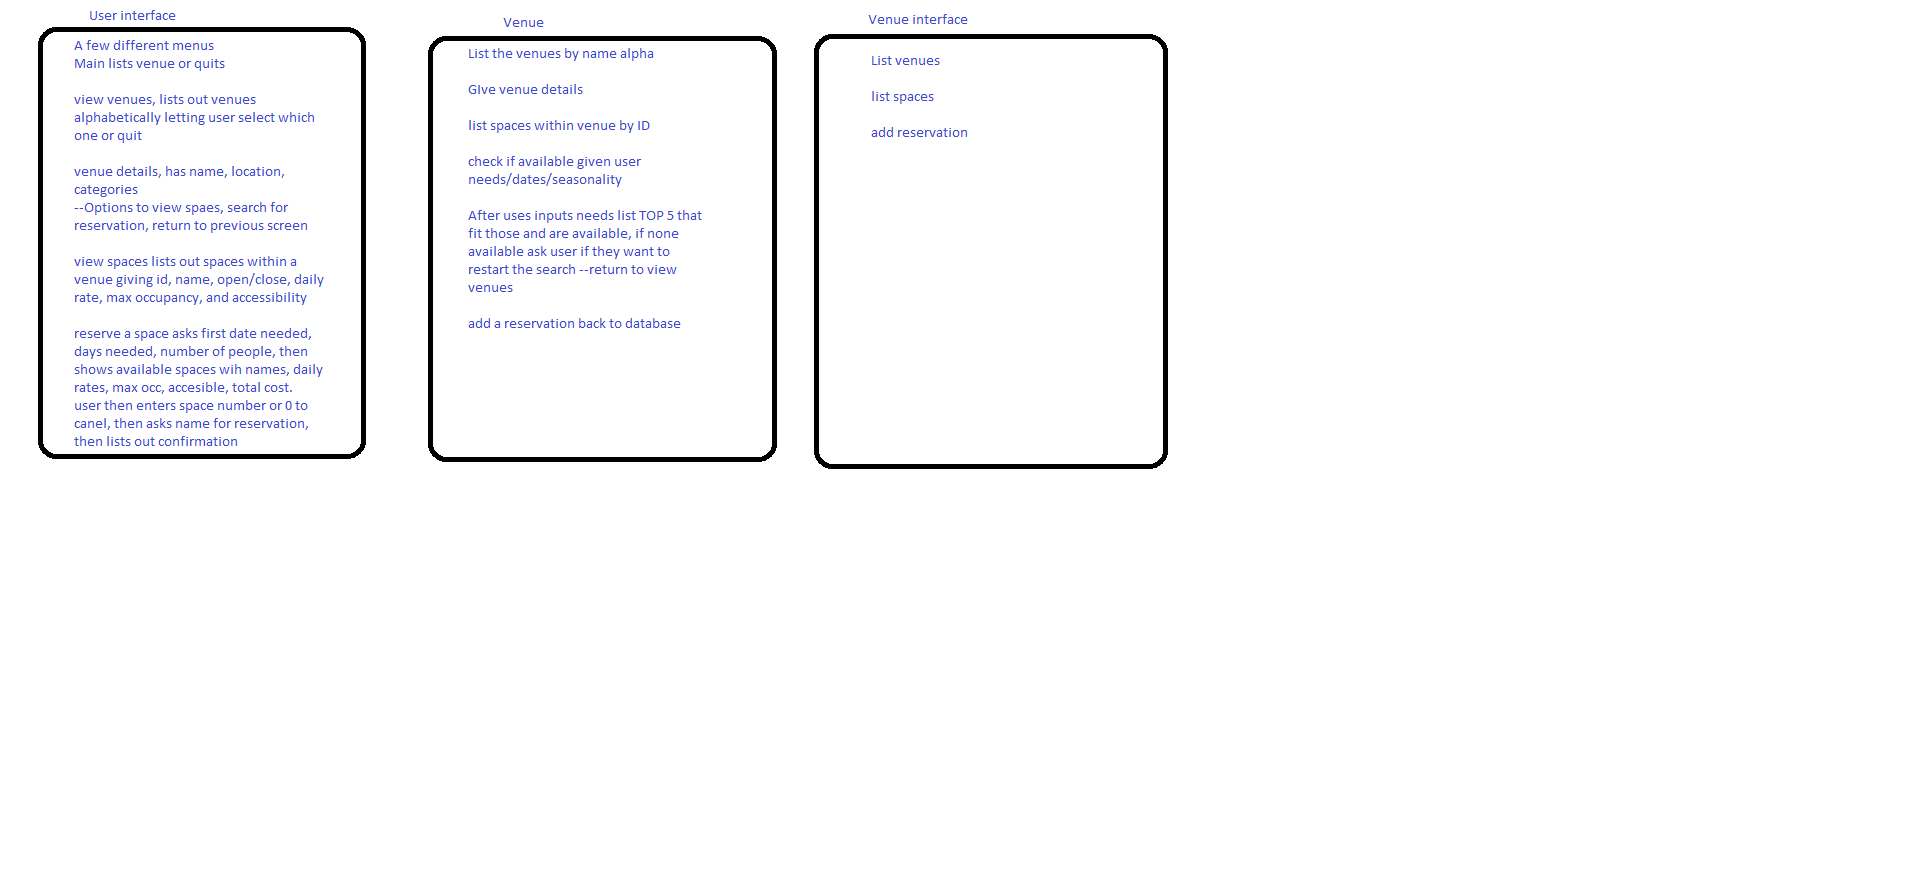 User interface
A few different menus
Main lists venue or quits
view venues, lists out venues
alphabetically letting user select which
one or quit
venue details, has name, location,
categories
--Options to view spaes, search for
reservation, return to previous screen
view spaces lists out spaces within a
venue giving id, name, open/close, daily
rate, max occupancy, and accessibility
reserve a space asks first date needed,
days needed, number of people, then
shows available spaces wih names, daily
rates, max occ, accesible, total cost.
user then enters space number or 0 to
canel, then asks name for reservation,
then lists out confirmation
Venue
List the venues by name alpha
GIve venue details
list spaces within venue by ID
check if available given user
needs/dates/seasonality
After uses inputs needs list TOP 5 that
fit those and are available, if none
available ask user if they want to
restart the search --return to view
venues
add a reservation back to database
Venue interface
List venues
list spaces
add reservation